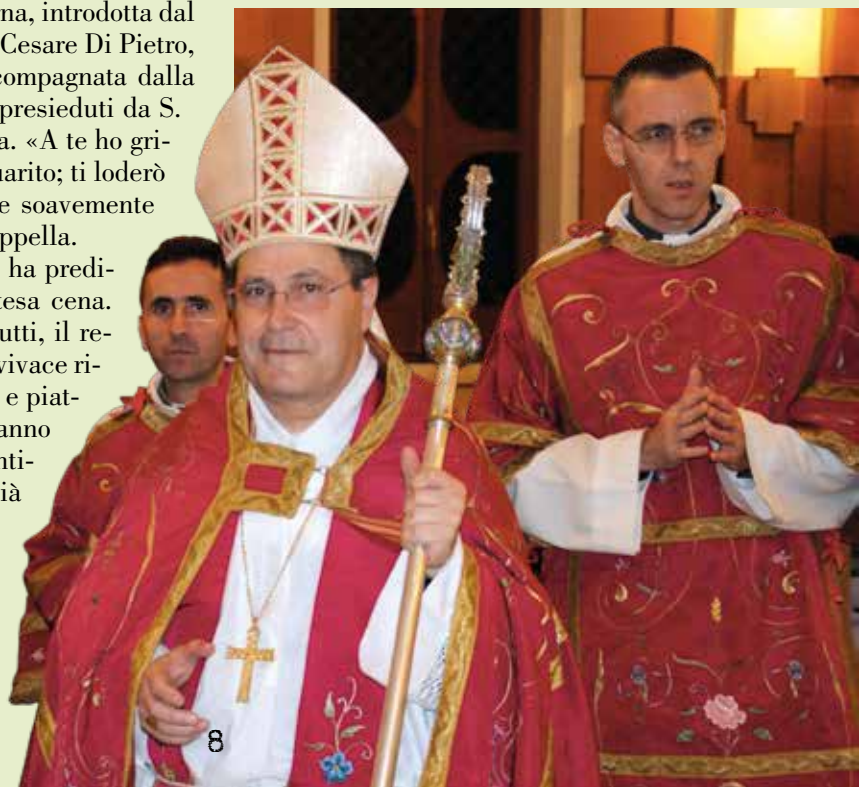 na, introdotta dal
Cesare Di Pietro,
compagnata dalla
presieduti da S.
a. «A te ho gri-
uarito; ti loderò
e soavemente
ppella.
ha predi-
tesa cena.
utti, il re-
vivace ri-
e piat-
anno
nti-
ià
8